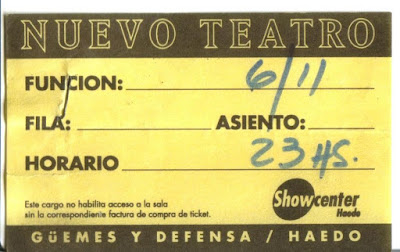 NUEVO TEATRO
FUNCION: 6/11
FILA: ASIENTO:
HORARIO 23 HS.
Este cargo no habilita acceso a la sala
sin la correspondiente factura de compra de ticket.
Showcenter
Haedo
GÜEMES Y DEFENSA / HAEDO